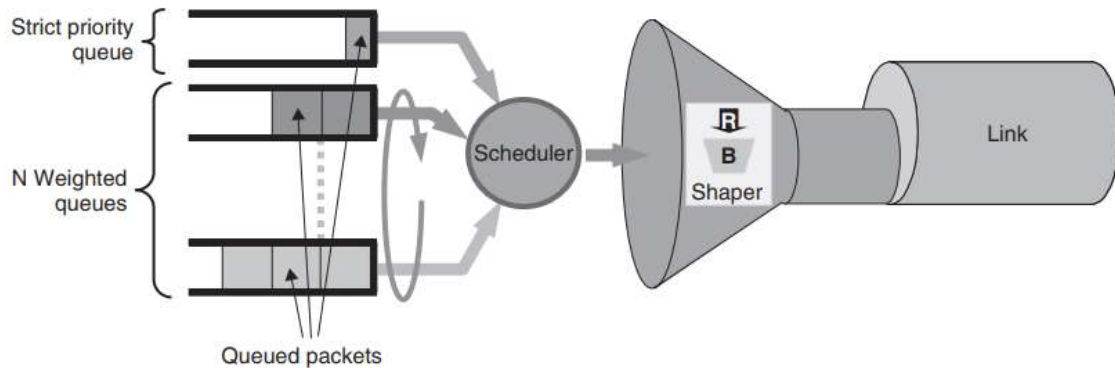 Strict priority
queue
N Weighted
queues
Queued packets
Scheduler
R
B
Shaper
Link